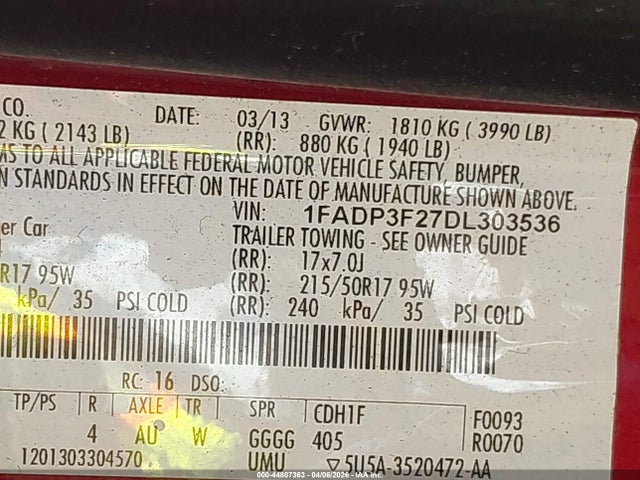 CO. DATE: 03/13 GVWR: 1810 KG ( 3990 LB)
2 KG ( 2143 LB) (RR): 880 KG ( 1940 LB)
MS TO ALL APPLICABLE FEDERAL MOTOR VEHICLE SAFETY, BUMPER,
N STANDARDS IN EFFECT ON THE DATE OF MANUFACTURE SHOWN ABOVE.
VIN: 1FADP3F27DL303536
er Car TRAILER TOWING - SEE OWNER GUIDE
(RR): 17x7.0J
R17 95W (RR): 215/50R17 95W
kPa/ 35 PSI COLD (RR): 240 kPa/ 35 PSI COLD
RC: 16 DSO:
TP/PS R AXLE TR SPR CDH1F F0093
4 AU W GGGG 405 R0070
1201303304570 UMU ▽5U5A-3520472-AA
44807363 - 04/06/2026 - IAA Copart